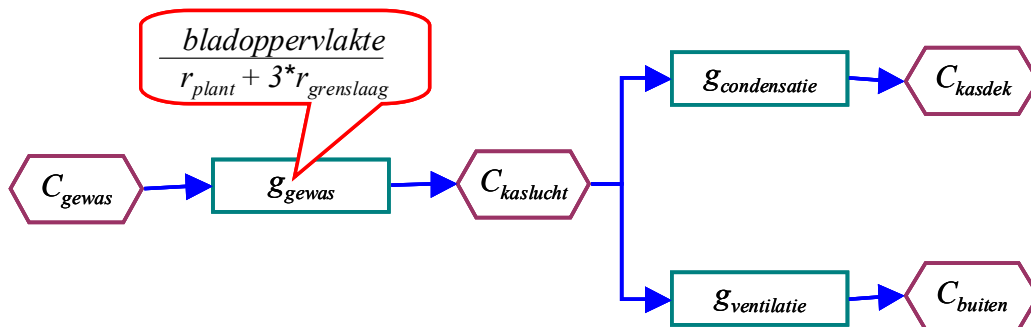 bladoppervlakte
r_plant + 3*r_grenslaag
C_gewas
g_gewas
C_kaslucht
g_condensatie
C_kasdek
g_ventilatie
C_buiten